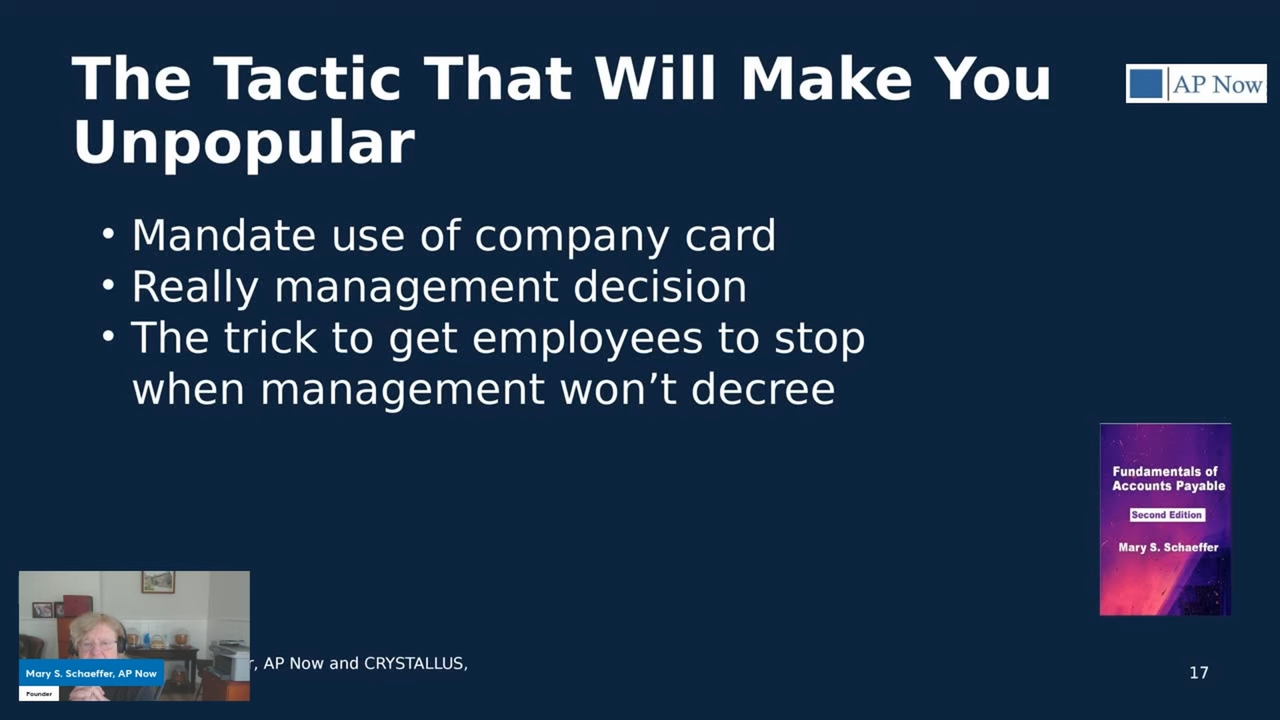 The Tactic That Will Make You
Unpopular
AP Now
• Mandate use of company card
• Really management decision
• The trick to get employees to stop
when management won’t decree
Fundamentals of
Accounts Payable
Second Edition
Mary S. Schaeffer
Mary S. Schaeffer, AP Now
Founder
, AP Now and CRYSTALLUS,
17